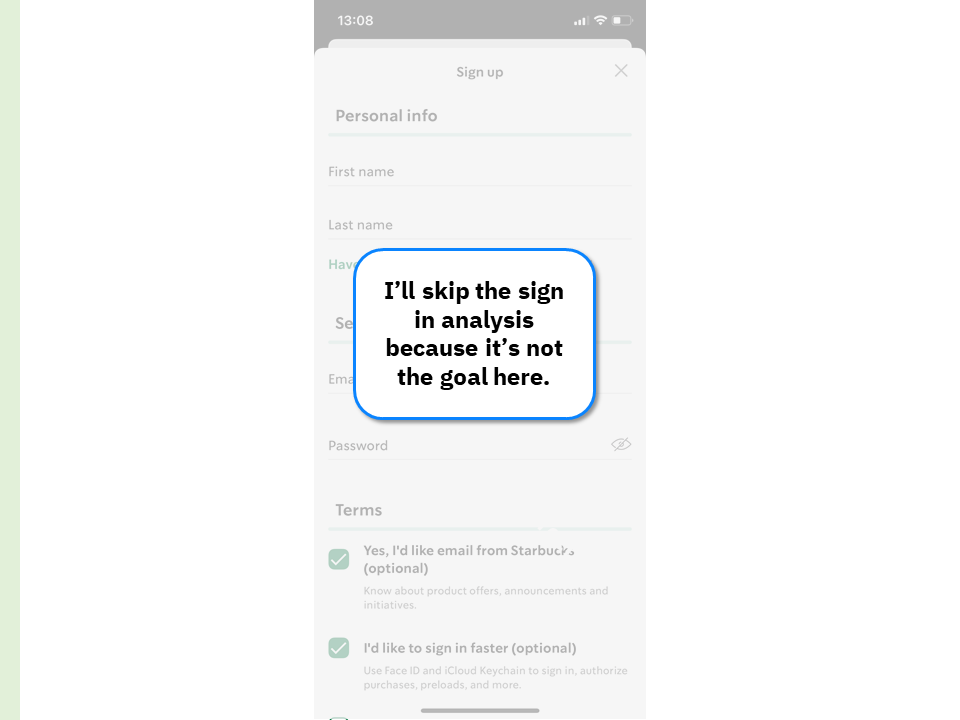 13:08
Sign up
Personal info
First name
Last name
Have
I'll skip the sign
in analysis
because it's not
the goal here.
Se
Ema
Password
Terms
Yes, I'd like email from Starbucks
(optional)
Know about product offers, announcements and
initiatives.
I'd like to sign in faster (optional)
Use Face ID and iCloud Keychain to sign in, authorize
purchases, preloads, and more.